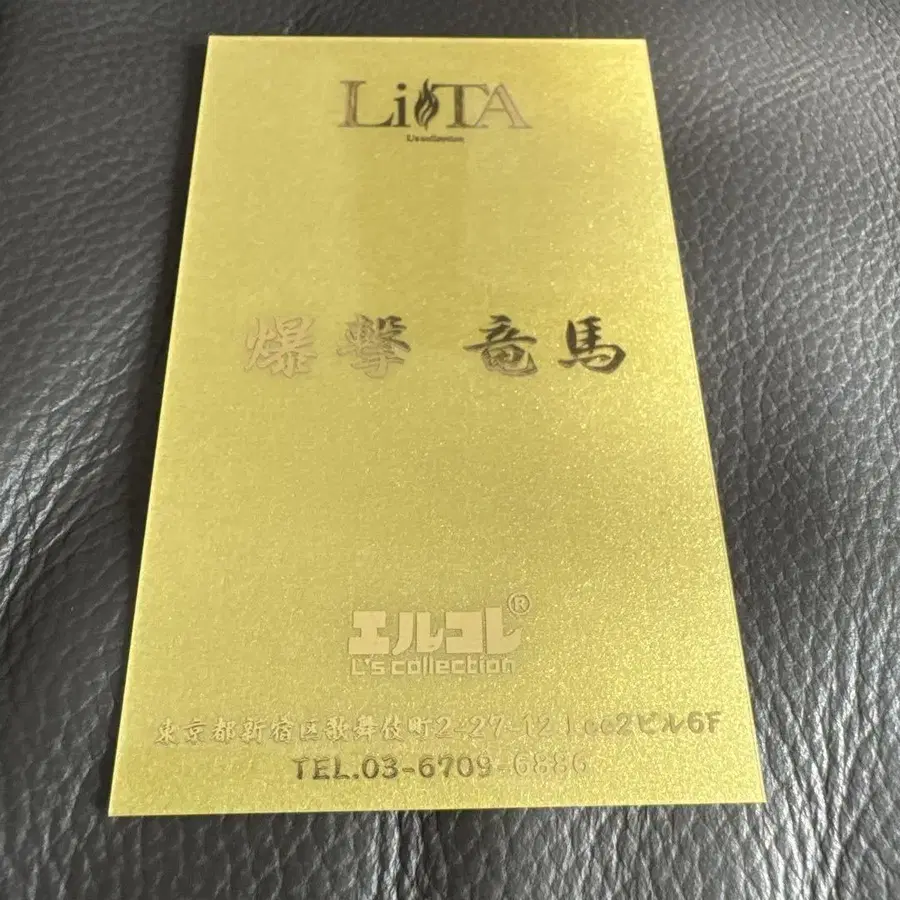 LiTA
L's collection
爆撃 竜馬
エルコレ®
L's collection
東京都新宿区歌舞伎町2-27-12 Lee2ビル6F
TEL.03-6709-6886